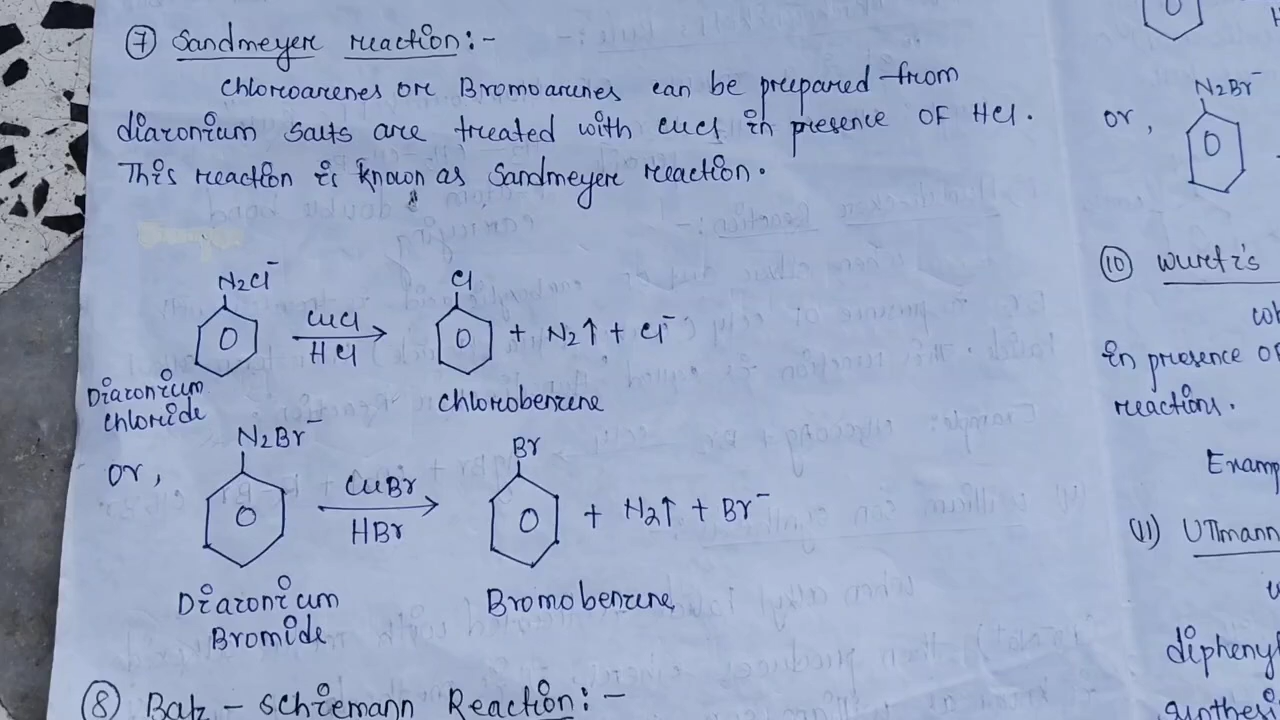 ⑦ Sandmeyer reaction:-
Chloroarenes or Bromoarenes can be prepared from
diazonium salts are treated with CuCl in presence of HCl.
This reaction is known as Sandmeyer reaction.
N2Cl⁻
CuCl
HCl
Cl
+ N2↑ + Cl⁻
Diazonium
Chloride
Chlorobenzene
or,
N2Br⁻
CuBr
HBr
Br
+ N2↑ + Br⁻
Diazonium
Bromide
Bromobenzene
⑧ Balz - Schiemann Reaction:-
N2Br⁻
or,
⑩ Wurtz's
in presence of
reactions.
Examp
(11) Ullmann
diphenyl